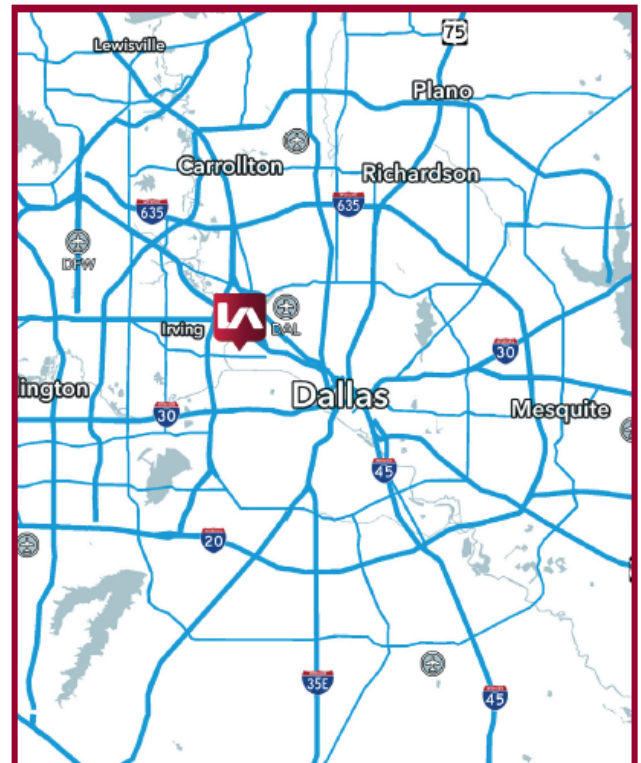 75
Lewisville
Plano
Carrollton
Richardson
635
635
DFW
Irving
DAL
30
ington
Dallas
30
Mesquite
45
20
35E
45